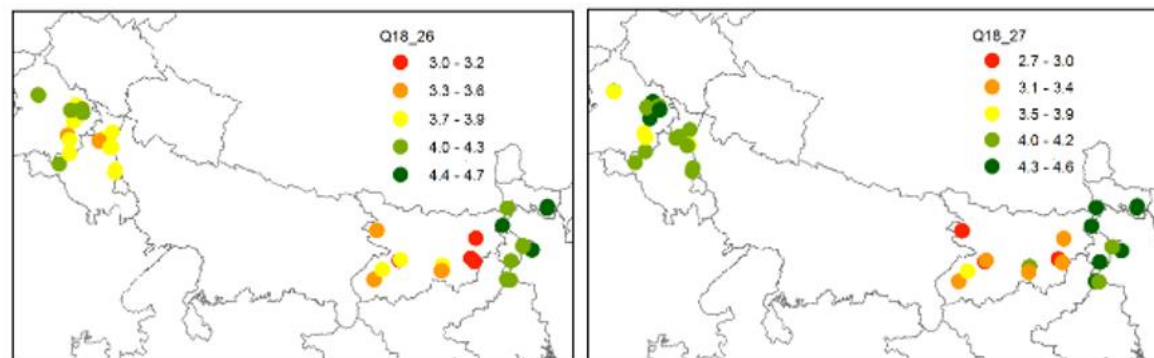 Q18_26
3.0 - 3.2
3.3 - 3.6
3.7 - 3.9
4.0 - 4.3
4.4 - 4.7
Q18_27
2.7 - 3.0
3.1 - 3.4
3.5 - 3.9
4.0 - 4.2
4.3 - 4.6